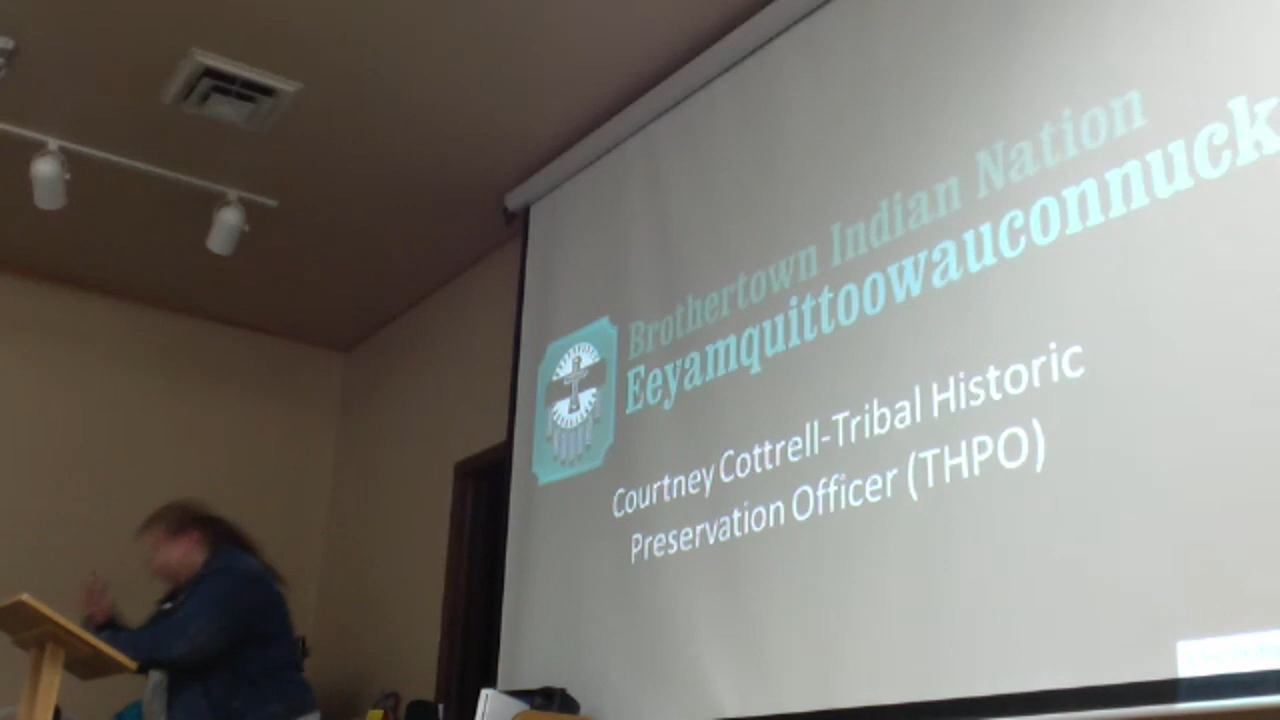 Brothertown Indian Nation
Eeyamquittoowauconnuck
Courtney Cottrell-Tribal Historic
Preservation Officer (THPO)